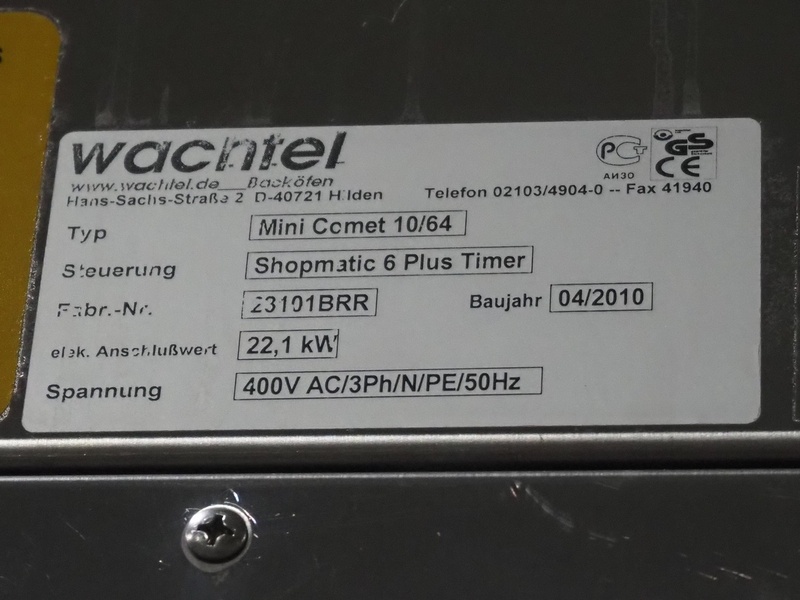 wachtel
www.wachtel.de Backöfen
Hans-Sachs-Straße 2 D-40721 Hilden Telefon 02103/4904-0 -- Fax 41940
РСТ GS CE
АИ30
Typ Mini Comet 10/64
Steuerung Shopmatic 6 Plus Timer
Fabr.-Nr. 23101BRR Baujahr 04/2010
elek. Anschlußwert 22,1 kW
Spannung 400V AC/3Ph/N/PE/50Hz